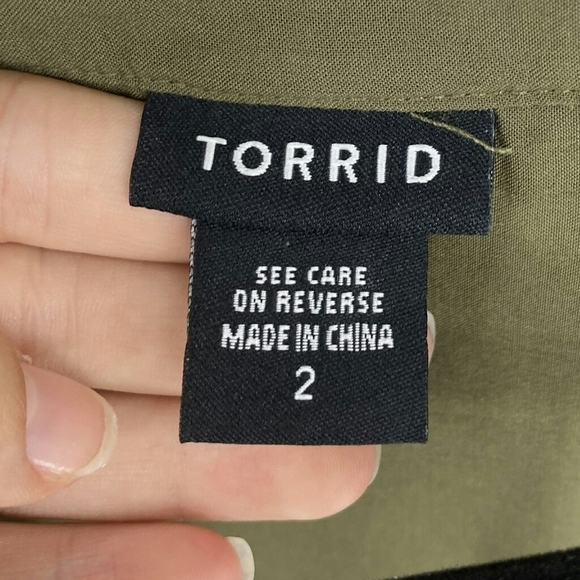 TORRID
SEE CARE
ON REVERSE
MADE IN CHINA
2